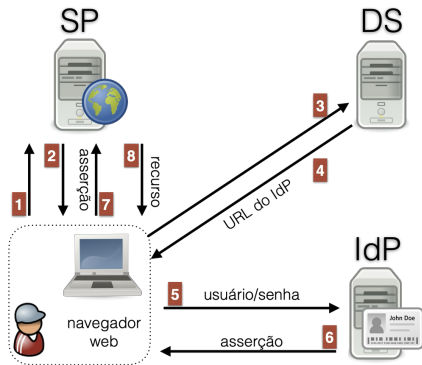 SP
DS
3
2
8
asserção
recurso
4
1
7
URL do IdP
IdP
5
usuário/senha
John Doe
navegador
web
asserção
6